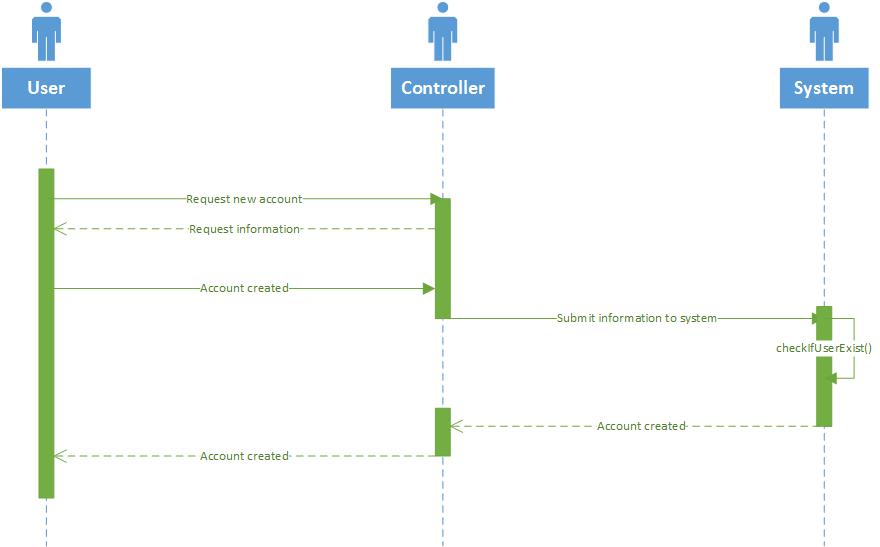 User
Controller
System
Request new account
Request information
Account created
Submit information to system
checkIfUserExist()
Account created
Account created